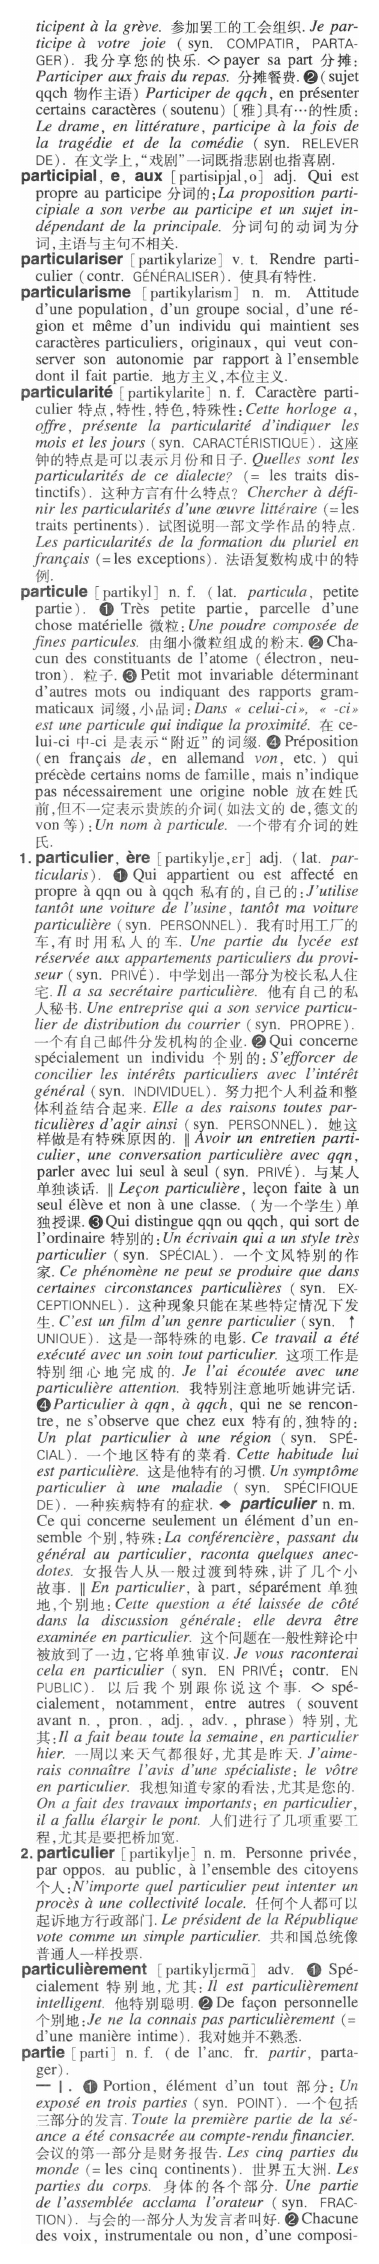 ticipent à la grève. 参加罢工的工会组织. Je par-
ticipe à votre joie (syn. COMPATIR, PARTA-
GER). 我分享您的快乐. ◇ payer sa part 分摊:
Participer aux frais du repas. 分摊餐费. ❷ (sujet
qqch 物作主语) Participer de qqch, en présenter
certains caractères (soutenu)〔雅〕具有…的性质:
Le drame, en littérature, participe à la fois de
la tragédie et de la comédie (syn. RELEVER
DE). 在文学上,“戏剧”一词既指悲剧也指喜剧.
participial, e, aux [partisipjal,o] adj. Qui est
propre au participe 分词的:La proposition parti-
cipiale a son verbe au participe et un sujet in-
dépendant de la principale. 分词句的动词为分
词,主语与主句不相关.
particulariser [partikylarize] v. t. Rendre parti-
culier (contr. GÉNÉRALISER). 使具有特性.
particularisme [partikylarism] n. m. Attitude
d'une population, d'un groupe social, d'une ré-
gion et même d'un individu qui maintient ses
caractères particuliers, originaux, qui veut con-
server son autonomie par rapport à l'ensemble
dont il fait partie. 地方主义,本位主义.
particularité [partikylarite] n. f. Caractère parti-
culier 特点,特性,特色,特殊性:Cette horloge a,
offre, présente la particularité d'indiquer les
mois et les jours (syn. CARACTÉRISTIQUE). 这座
钟的特点是可以表示月份和日子. Quelles sont les
particularités de ce dialecte? (= les traits dis-
tinctifs). 这种方言有什么特点? Chercher à défi-
nir les particularités d'une œuvre littéraire (= les
traits pertinents). 试图说明一部文学作品的特点.
Les particularités de la formation du pluriel en
français (= les exceptions). 法语复数构成中的特
例.
particule [partikyl] n. f. (lat. particula, petite
partie). ❶ Très petite partie, parcelle d'une
chose matérielle 微粒:Une poudre composée de
fines particules. 由细小微粒组成的粉末. ❷ Cha-
cun des constituants de l'atome (électron, neu-
tron). 粒子. ❸ Petit mot invariable déterminant
d'autres mots ou indiquant des rapports gram-
maticaux 词缀,小品词:Dans « celui-ci», « -ci»
est une particule qui indique la proximité. 在 ce-
lui-ci 中-ci 是表示“附近”的词缀. ❹ Préposition
(en français de, en allemand von, etc.) qui
précède certains noms de famille, mais n'indique
pas nécessairement une origine noble 放在姓氏
前,但不一定表示贵族的介词(如法文的 de,德文的
von 等):Un nom à particule. 一个带有介词的姓
氏.
1. particulier, ère [partikylje,ɛr] adj. (lat. par-
ticularis). ❶ Qui appartient ou est affecté en
propre à qqn ou à qqch 私有的,自己的:J'utilise
tantôt une voiture de l'usine, tantôt ma voiture
particulière (syn. PERSONNEL). 我有时用工厂的
车,有时用私人的车. Une partie du lycée est
réservée aux appartements particuliers du provi-
seur (syn. PRIVÉ). 中学划出一部分为校长私人住
宅. Il a sa secrétaire particulière. 他有自己的私
人秘书. Une entreprise qui a son service particu-
lier de distribution du courrier (syn. PROPRE).
一个有自己邮件分发机构的企业. ❷ Qui concerne
spécialement un individu 个别的:S'efforcer de
concilier les intérêts particuliers avec l'intérêt
général (syn. INDIVIDUEL). 努力把个人利益和整
体利益结合起来. Elle a des raisons toutes par-
ticulières d'agir ainsi (syn. PERSONNEL). 她这
样做是有特殊原因的. ‖ Avoir un entretien parti-
culier, une conversation particulière avec qqn,
parler avec lui seul à seul (syn. PRIVÉ). 与某人
单独谈话. ‖ Leçon particulière, leçon faite à un
seul élève et non à une classe. (为一个学生)单
独授课. ❸ Qui distingue qqn ou qqch, qui sort de
l'ordinaire 特别的:Un écrivain qui a un style très
particulier (syn. SPÉCIAL). 一个文风特别的作
家. Ce phénomène ne peut se produire que dans
certaines circonstances particulières (syn. EX-
CEPTIONNEL). 这种现象只能在某些特定情况下发
生. C'est un film d'un genre particulier (syn. ↑
UNIQUE). 这是一部特殊的电影. Ce travail a été
exécuté avec un soin tout particulier. 这项工作是
特别细心地完成的. Je l'ai écoutée avec une
particulière attention. 我特别注意地听她讲完话.
❹ Particulier à qqn, à qqch, qui ne se rencon-
tre, ne s'observe que chez eux 特有的,独特的:
Un plat particulier à une région (syn. SPÉ-
CIAL). 一个地区特有的菜肴. Cette habitude lui
est particulière. 这是他特有的习惯. Un symptôme
particulier à une maladie (syn. SPÉCIFIQUE
DE). 一种疾病特有的症状. ◆ particulier n. m.
Ce qui concerne seulement un élément d'un en-
semble 个别,特殊:La conférencière, passant du
général au particulier, raconta quelques anec-
dotes. 女报告人从一般过渡到特殊,讲了几个小
故事. ‖ En particulier, à part, séparément 单独
地,个别地:Cette question a été laissée de côté
dans la discussion générale; elle devra être
examinée en particulier. 这个问题在一般性辩论中
被放到了一边,它将单独审议. Je vous raconterai
cela en particulier (syn. EN PRIVÉ; contr. EN
PUBLIC). 以后我个别跟你说这个事. ◇ spé-
cialement, notamment, entre autres (souvent
avant n., pron., adj., adv., phrase) 特别,尤
其:Il a fait beau toute la semaine, en particulier
hier. 一周以来天气都很好,尤其是昨天. J'aime-
rais connaître l'avis d'une spécialiste: le vôtre
en particulier. 我想知道专家的看法,尤其是您的.
On a fait des travaux importants; en particulier,
il a fallu élargir le pont. 人们进行了几项重要工
程,尤其是要把桥加宽.
2. particulier [partikylje] n. m. Personne privée,
par oppos. au public, à l'ensemble des citoyens
个人:N'importe quel particulier peut intenter un
procès à une collectivité locale. 任何个人都可以
起诉地方行政部门. Le président de la République
vote comme un simple particulier. 共和国总统像
普通人一样投票.
particulièrement [partikyljɛrmɑ̃] adv. ❶ Spé-
cialement 特别地,尤其:Il est particulièrement
intelligent. 他特别聪明. ❷ De façon personnelle
个别地:Je ne la connais pas particulièrement (=
d'une manière intime). 我对她并不熟悉.
partie [parti] n. f. (de l'anc. fr. partir, parta-
ger).
— I. ❶ Portion, élément d'un tout 部分:Un
exposé en trois parties (syn. POINT). 一个包括
三部分的发言. Toute la première partie de la sé-
ance a été consacrée au compte-rendu financier.
会议的第一部分是财务报告. Les cinq parties du
monde (= les cinq continents). 世界五大洲. Les
parties du corps. 身体的各个部分. Une partie
de l'assemblée acclama l'orateur (syn. FRAC-
TION). 与会的一部分人为发言者叫好. ❷ Chacune
des voix, instrumentale ou non, d'une composi-